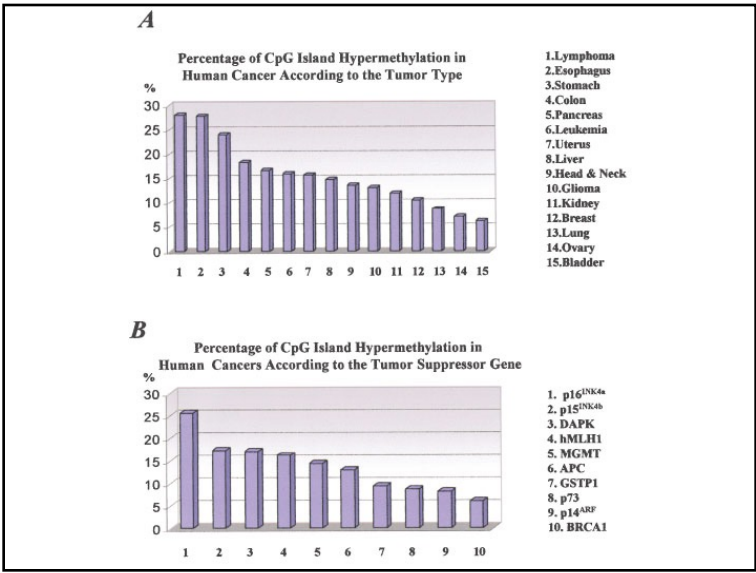 A
Percentage of CpG Island Hypermethylation in
Human Cancer According to the Tumor Type
%
30
25
20
15
10
5
0
1 2 3 4 5 6 7 8 9 10 11 12 13 14 15
1.Lymphoma
2.Esophagus
3.Stomach
4.Colon
5.Pancreas
6.Leukemia
7.Uterus
8.Liver
9.Head & Neck
10.Glioma
11.Kidney
12.Breast
13.Lung
14.Ovary
15.Bladder
B
Percentage of CpG Island Hypermethylation in
Human Cancers According to the Tumor Suppressor Gene
%
30
25
20
15
10
5
0
1 2 3 4 5 6 7 8 9 10
1. p16INK4a
2. p15INK4b
3. DAPK
4. hMLH1
5. MGMT
6. APC
7. GSTP1
8. p73
9. p14ARF
10. BRCA1